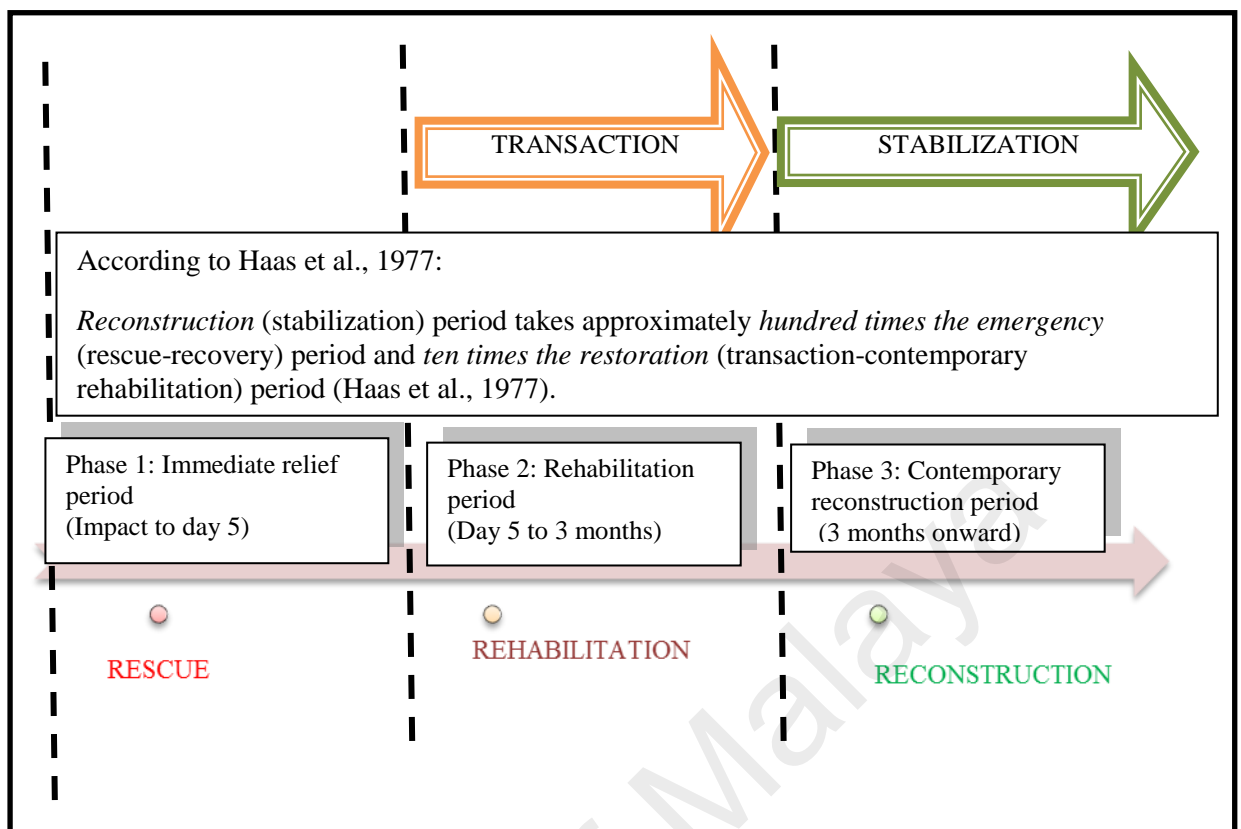 TRANSACTION
STABILIZATION
According to Haas et al., 1977:
Reconstruction (stabilization) period takes approximately hundred times the emergency
(rescue-recovery) period and ten times the restoration (transaction-contemporary
rehabilitation) period (Haas et al., 1977).
Phase 1: Immediate relief
period
(Impact to day 5)
Phase 2: Rehabilitation
period
(Day 5 to 3 months)
Phase 3: Contemporary
reconstruction period
(3 months onward)
RESCUE
REHABILITATION
RECONSTRUCTION
Malaya